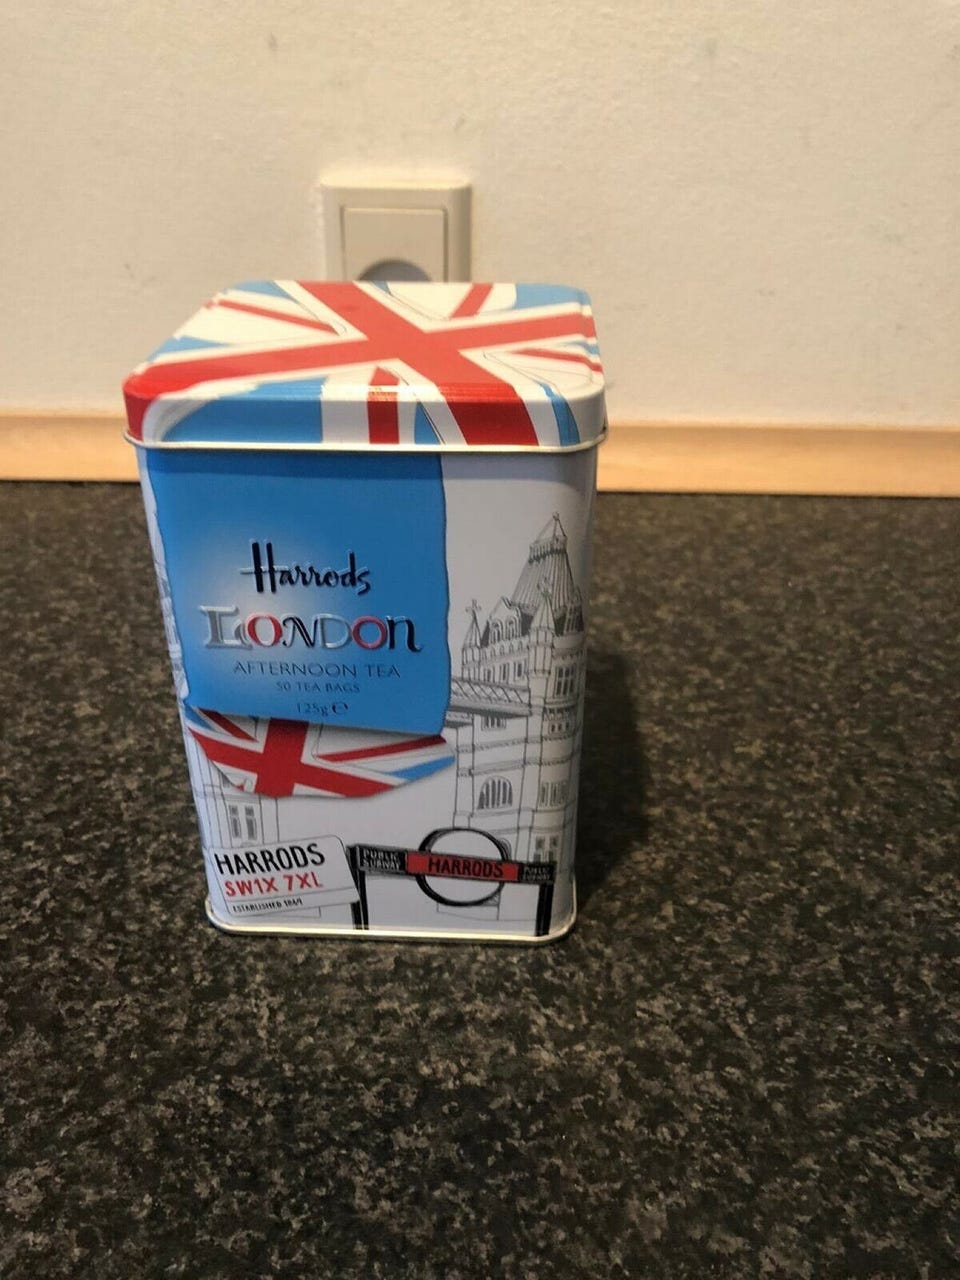 Harrods
LONDON
AFTERNOON TEA
50 TEA BAGS
125g ℮
HARRODS
SW1X 7XL
ESTABLISHED 1849
PUBLIC
SUBWAY
HARRODS
PUBLIC
SUBWAY